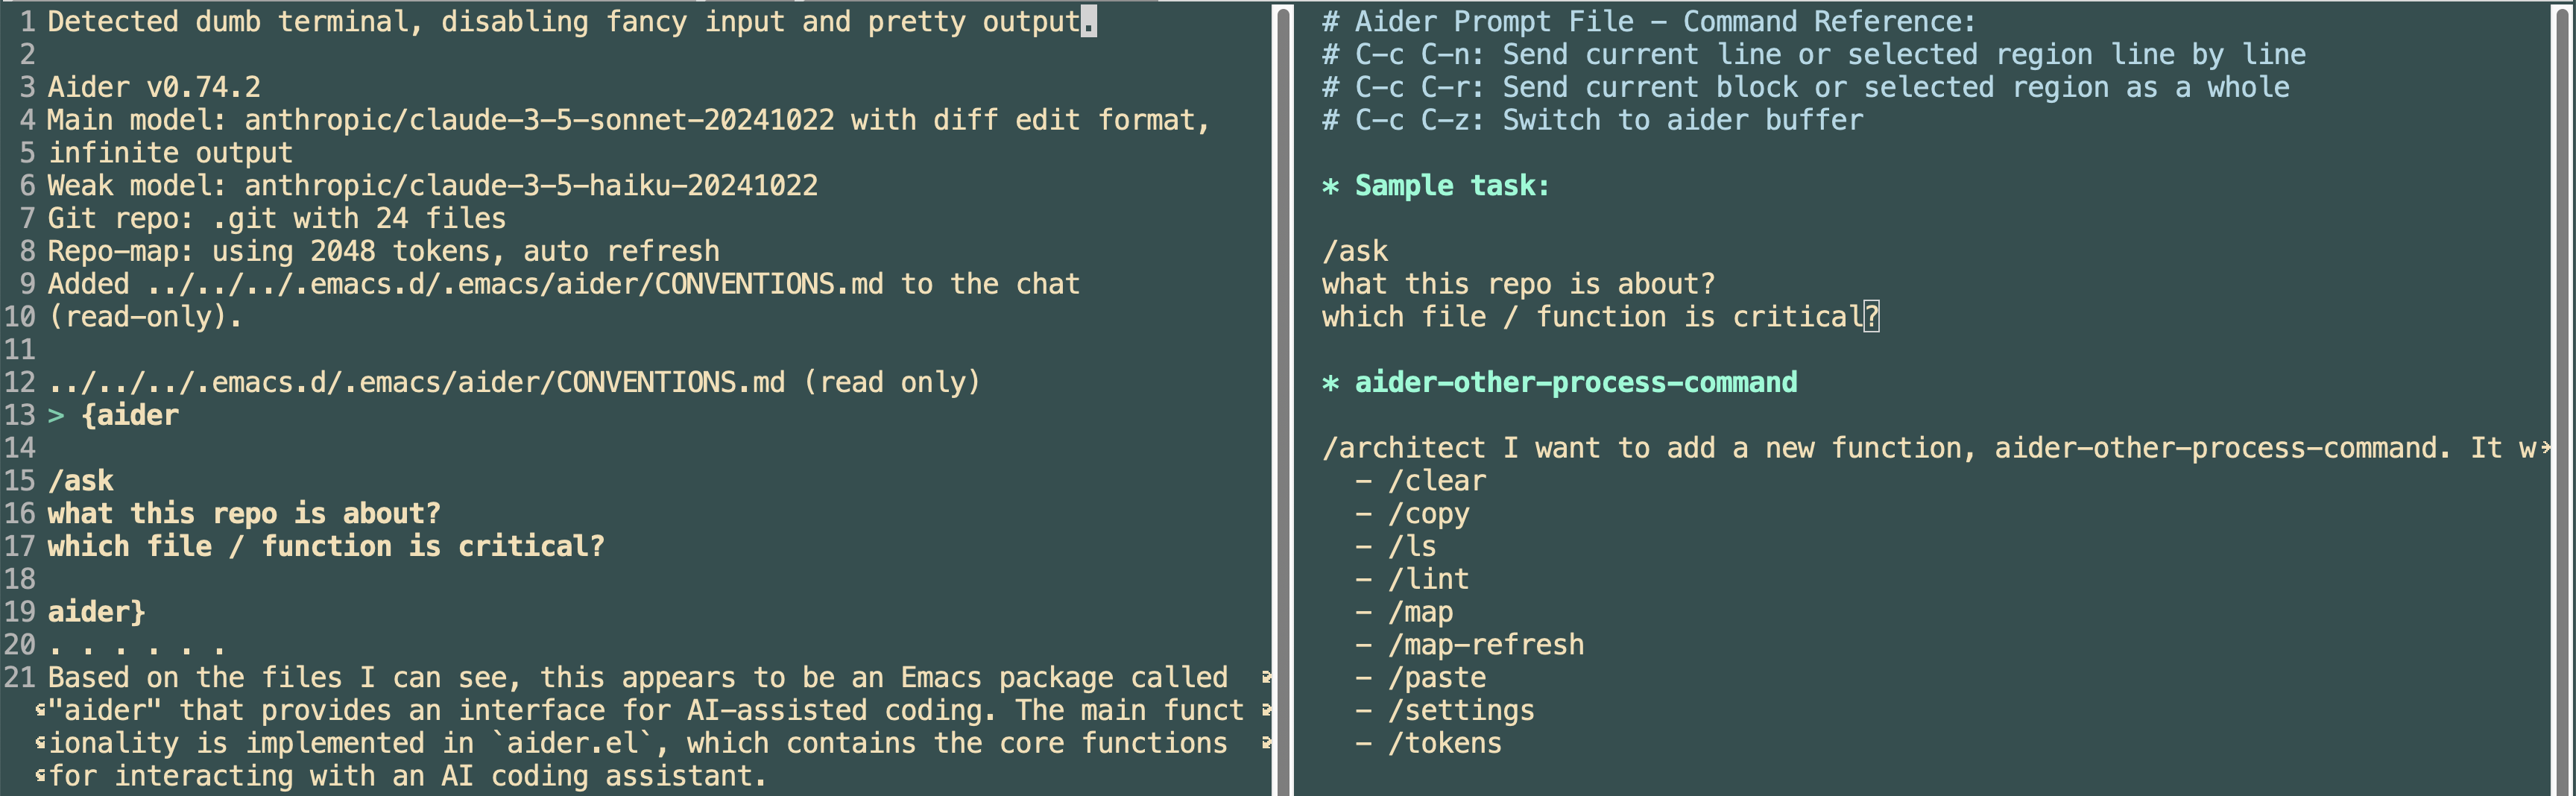 1 Detected dumb terminal, disabling fancy input and pretty output.
2
3 Aider v0.74.2
4 Main model: anthropic/claude-3-5-sonnet-20241022 with diff edit format,
5 infinite output
6 Weak model: anthropic/claude-3-5-haiku-20241022
7 Git repo: .git with 24 files
8 Repo-map: using 2048 tokens, auto refresh
9 Added ../../../.emacs.d/.emacs/aider/CONVENTIONS.md to the chat
10 (read-only).
11
12 ../../../.emacs.d/.emacs/aider/CONVENTIONS.md (read only)
13 > {aider
14
15 /ask
16 what this repo is about?
17 which file / function is critical?
18
19 aider}
20 . . . . . .
21 Based on the files I can see, this appears to be an Emacs package called
"aider" that provides an interface for AI-assisted coding. The main funct
ionality is implemented in `aider.el`, which contains the core functions
for interacting with an AI coding assistant.
# Aider Prompt File - Command Reference:
# C-c C-n: Send current line or selected region line by line
# C-c C-r: Send current block or selected region as a whole
# C-c C-z: Switch to aider buffer
* Sample task:
/ask
what this repo is about?
which file / function is critical?
* aider-other-process-command
/architect I want to add a new function, aider-other-process-command. It w
- /clear
- /copy
- /ls
- /lint
- /map
- /map-refresh
- /paste
- /settings
- /tokens